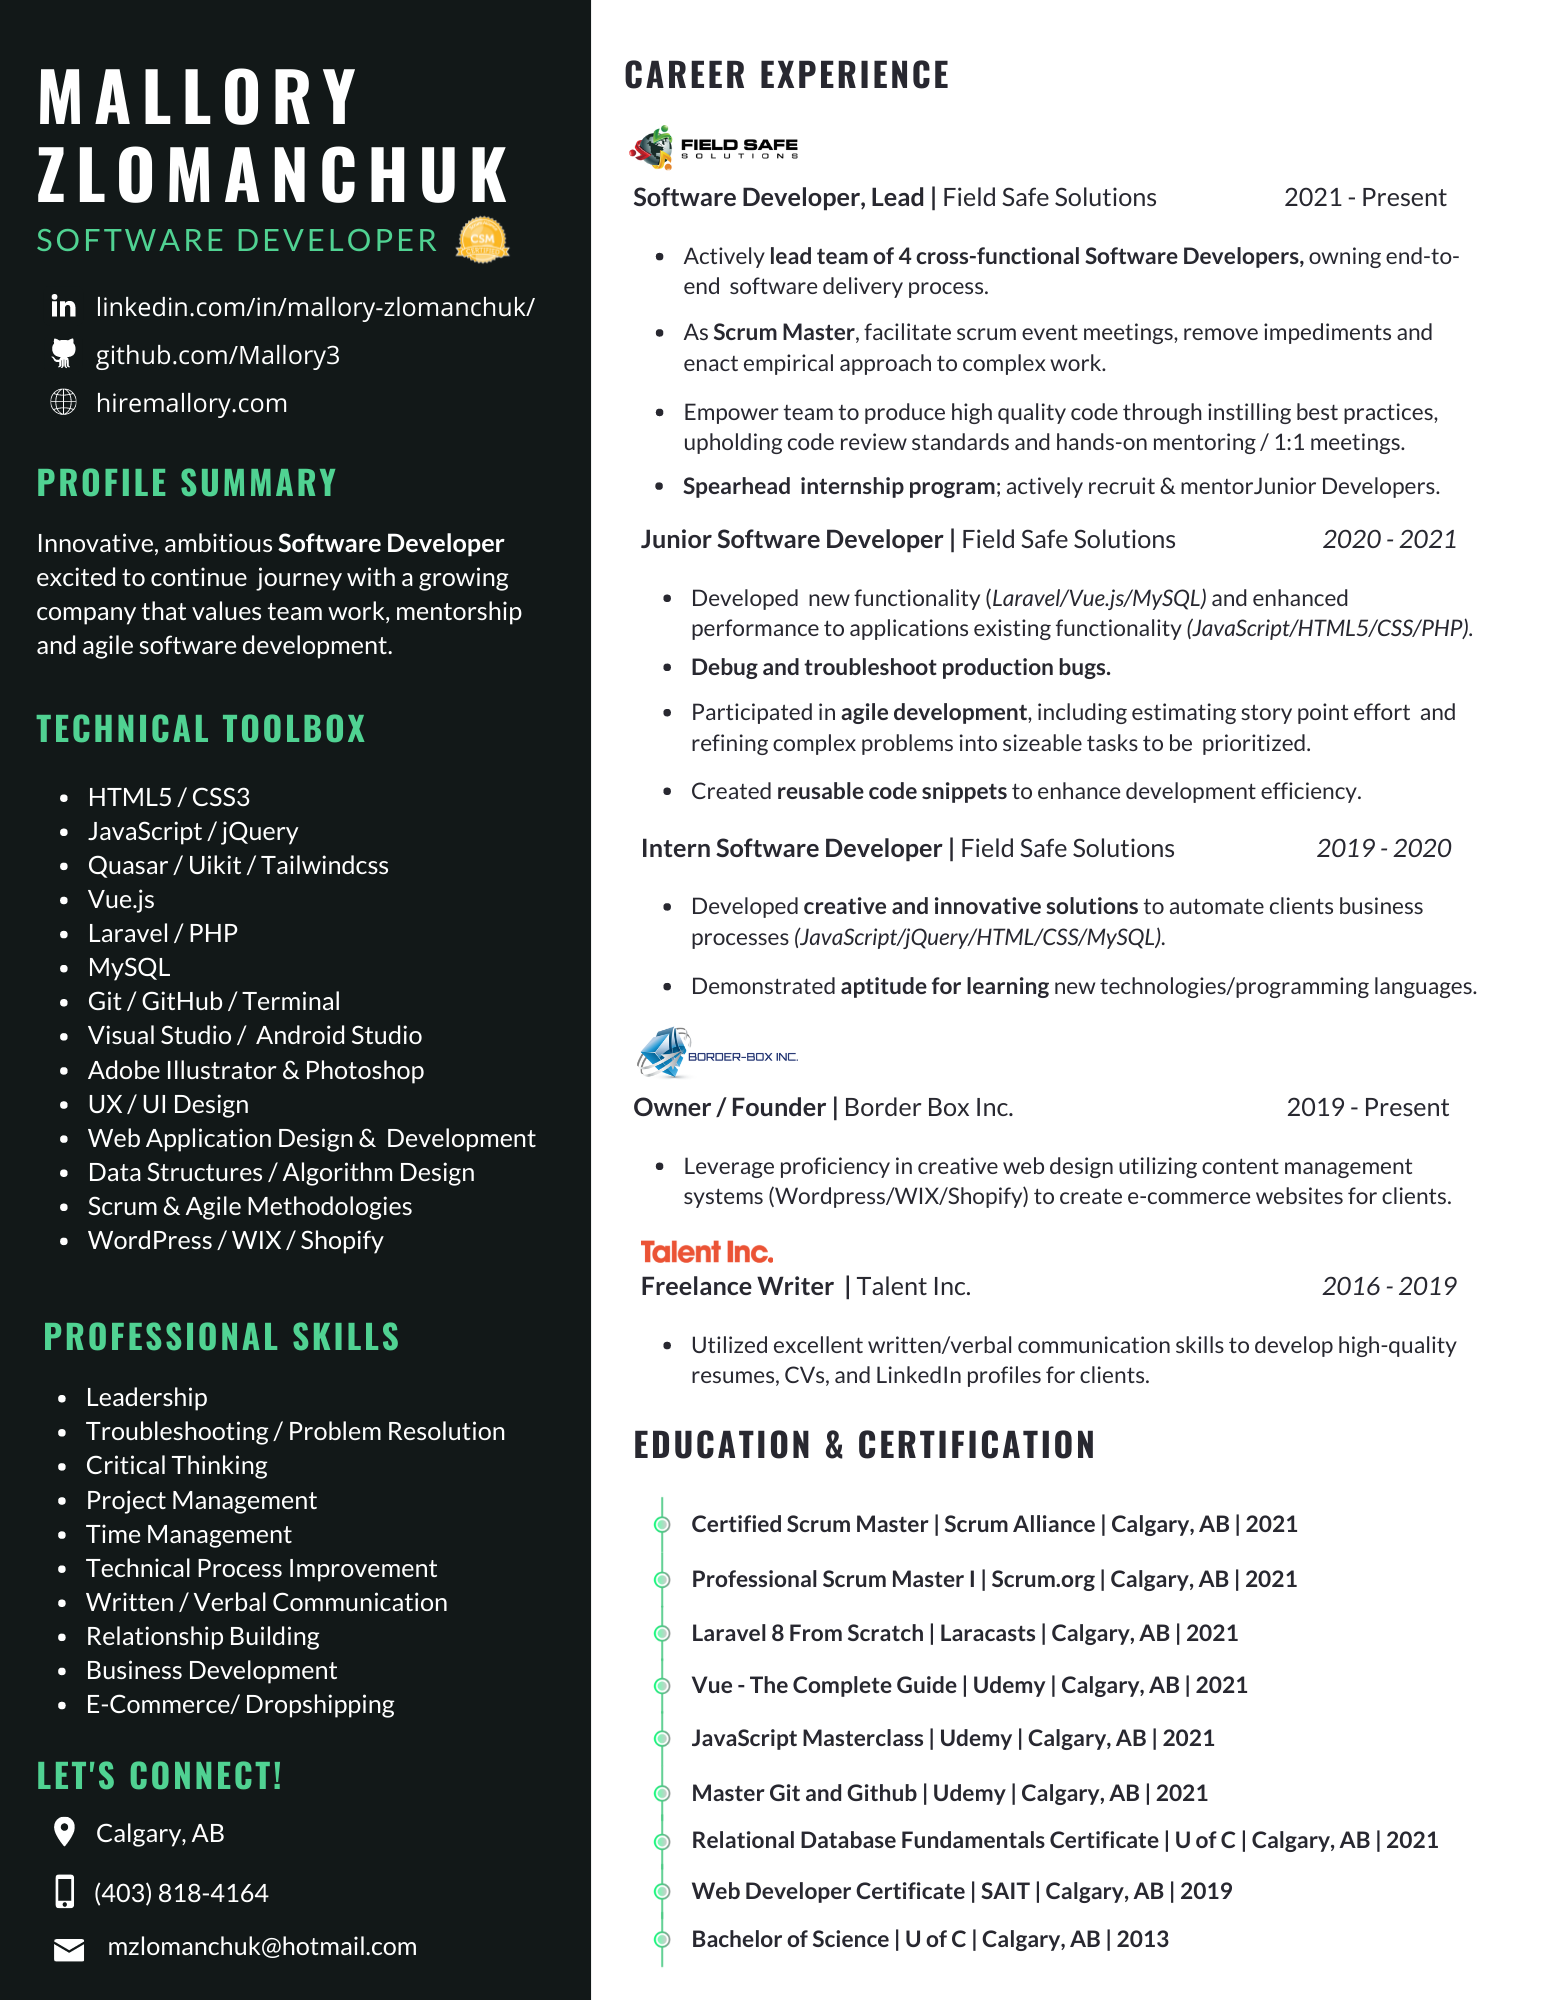 MALLORY
ZLOMANCHUK
SOFTWARE DEVELOPER
CSM
linkedin.com/in/mallory-zlomanchuk/
github.com/Mallory3
hiremallory.com
PROFILE SUMMARY
Innovative, ambitious Software Developer
excited to continue journey with a growing
company that values team work, mentorship
and agile software development.
TECHNICAL TOOLBOX
• HTML5 / CSS3
• JavaScript / jQuery
• Quasar / Uikit / Tailwindcss
• Vue.js
• Laravel / PHP
• MySQL
• Git / GitHub / Terminal
• Visual Studio / Android Studio
• Adobe Illustrator & Photoshop
• UX / UI Design
• Web Application Design & Development
• Data Structures / Algorithm Design
• Scrum & Agile Methodologies
• WordPress / WIX / Shopify
PROFESSIONAL SKILLS
• Leadership
• Troubleshooting / Problem Resolution
• Critical Thinking
• Project Management
• Time Management
• Technical Process Improvement
• Written / Verbal Communication
• Relationship Building
• Business Development
• E-Commerce/ Dropshipping
LET'S CONNECT!
Calgary, AB
(403) 818-4164
mzlomanchuk@hotmail.com
CAREER EXPERIENCE
FIELD SAFE
SOLUTIONS
Software Developer, Lead | Field Safe Solutions 2021 - Present
• Actively lead team of 4 cross-functional Software Developers, owning end-to-
end software delivery process.
• As Scrum Master, facilitate scrum event meetings, remove impediments and
enact empirical approach to complex work.
• Empower team to produce high quality code through instilling best practices,
upholding code review standards and hands-on mentoring / 1:1 meetings.
• Spearhead internship program; actively recruit & mentorJunior Developers.
Junior Software Developer | Field Safe Solutions 2020 - 2021
• Developed new functionality (Laravel/Vue.js/MySQL) and enhanced
performance to applications existing functionality (JavaScript/HTML5/CSS/PHP).
• Debug and troubleshoot production bugs.
• Participated in agile development, including estimating story point effort and
refining complex problems into sizeable tasks to be prioritized.
• Created reusable code snippets to enhance development efficiency.
Intern Software Developer | Field Safe Solutions 2019 - 2020
• Developed creative and innovative solutions to automate clients business
processes (JavaScript/jQuery/HTML/CSS/MySQL).
• Demonstrated aptitude for learning new technologies/programming languages.
BORDER-BOX INC.
Owner / Founder | Border Box Inc. 2019 - Present
• Leverage proficiency in creative web design utilizing content management
systems (Wordpress/WIX/Shopify) to create e-commerce websites for clients.
Talent Inc.
Freelance Writer | Talent Inc. 2016 - 2019
• Utilized excellent written/verbal communication skills to develop high-quality
resumes, CVs, and LinkedIn profiles for clients.
EDUCATION & CERTIFICATION
Certified Scrum Master | Scrum Alliance | Calgary, AB | 2021
Professional Scrum Master I | Scrum.org | Calgary, AB | 2021
Laravel 8 From Scratch | Laracasts | Calgary, AB | 2021
Vue - The Complete Guide | Udemy | Calgary, AB | 2021
JavaScript Masterclass | Udemy | Calgary, AB | 2021
Master Git and Github | Udemy | Calgary, AB | 2021
Relational Database Fundamentals Certificate | U of C | Calgary, AB | 2021
Web Developer Certificate | SAIT | Calgary, AB | 2019
Bachelor of Science | U of C | Calgary, AB | 2013